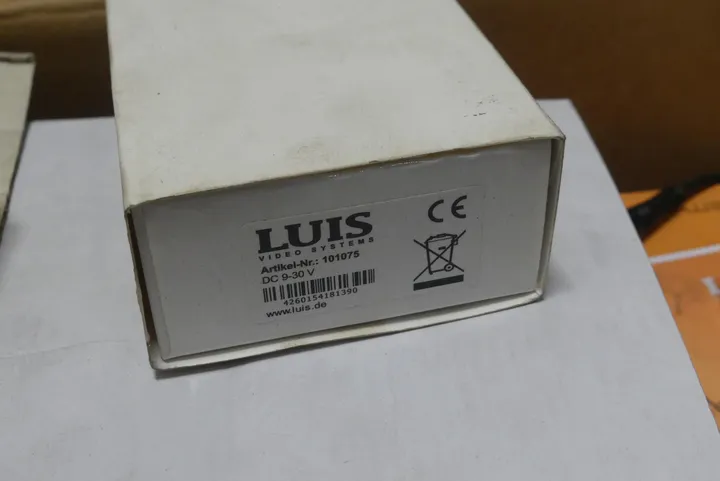 LUIS
VIDEO SYSTEMS
Artikel-Nr.: 101075
DC 9-30 V
4260154181390
www.luis.de
CE